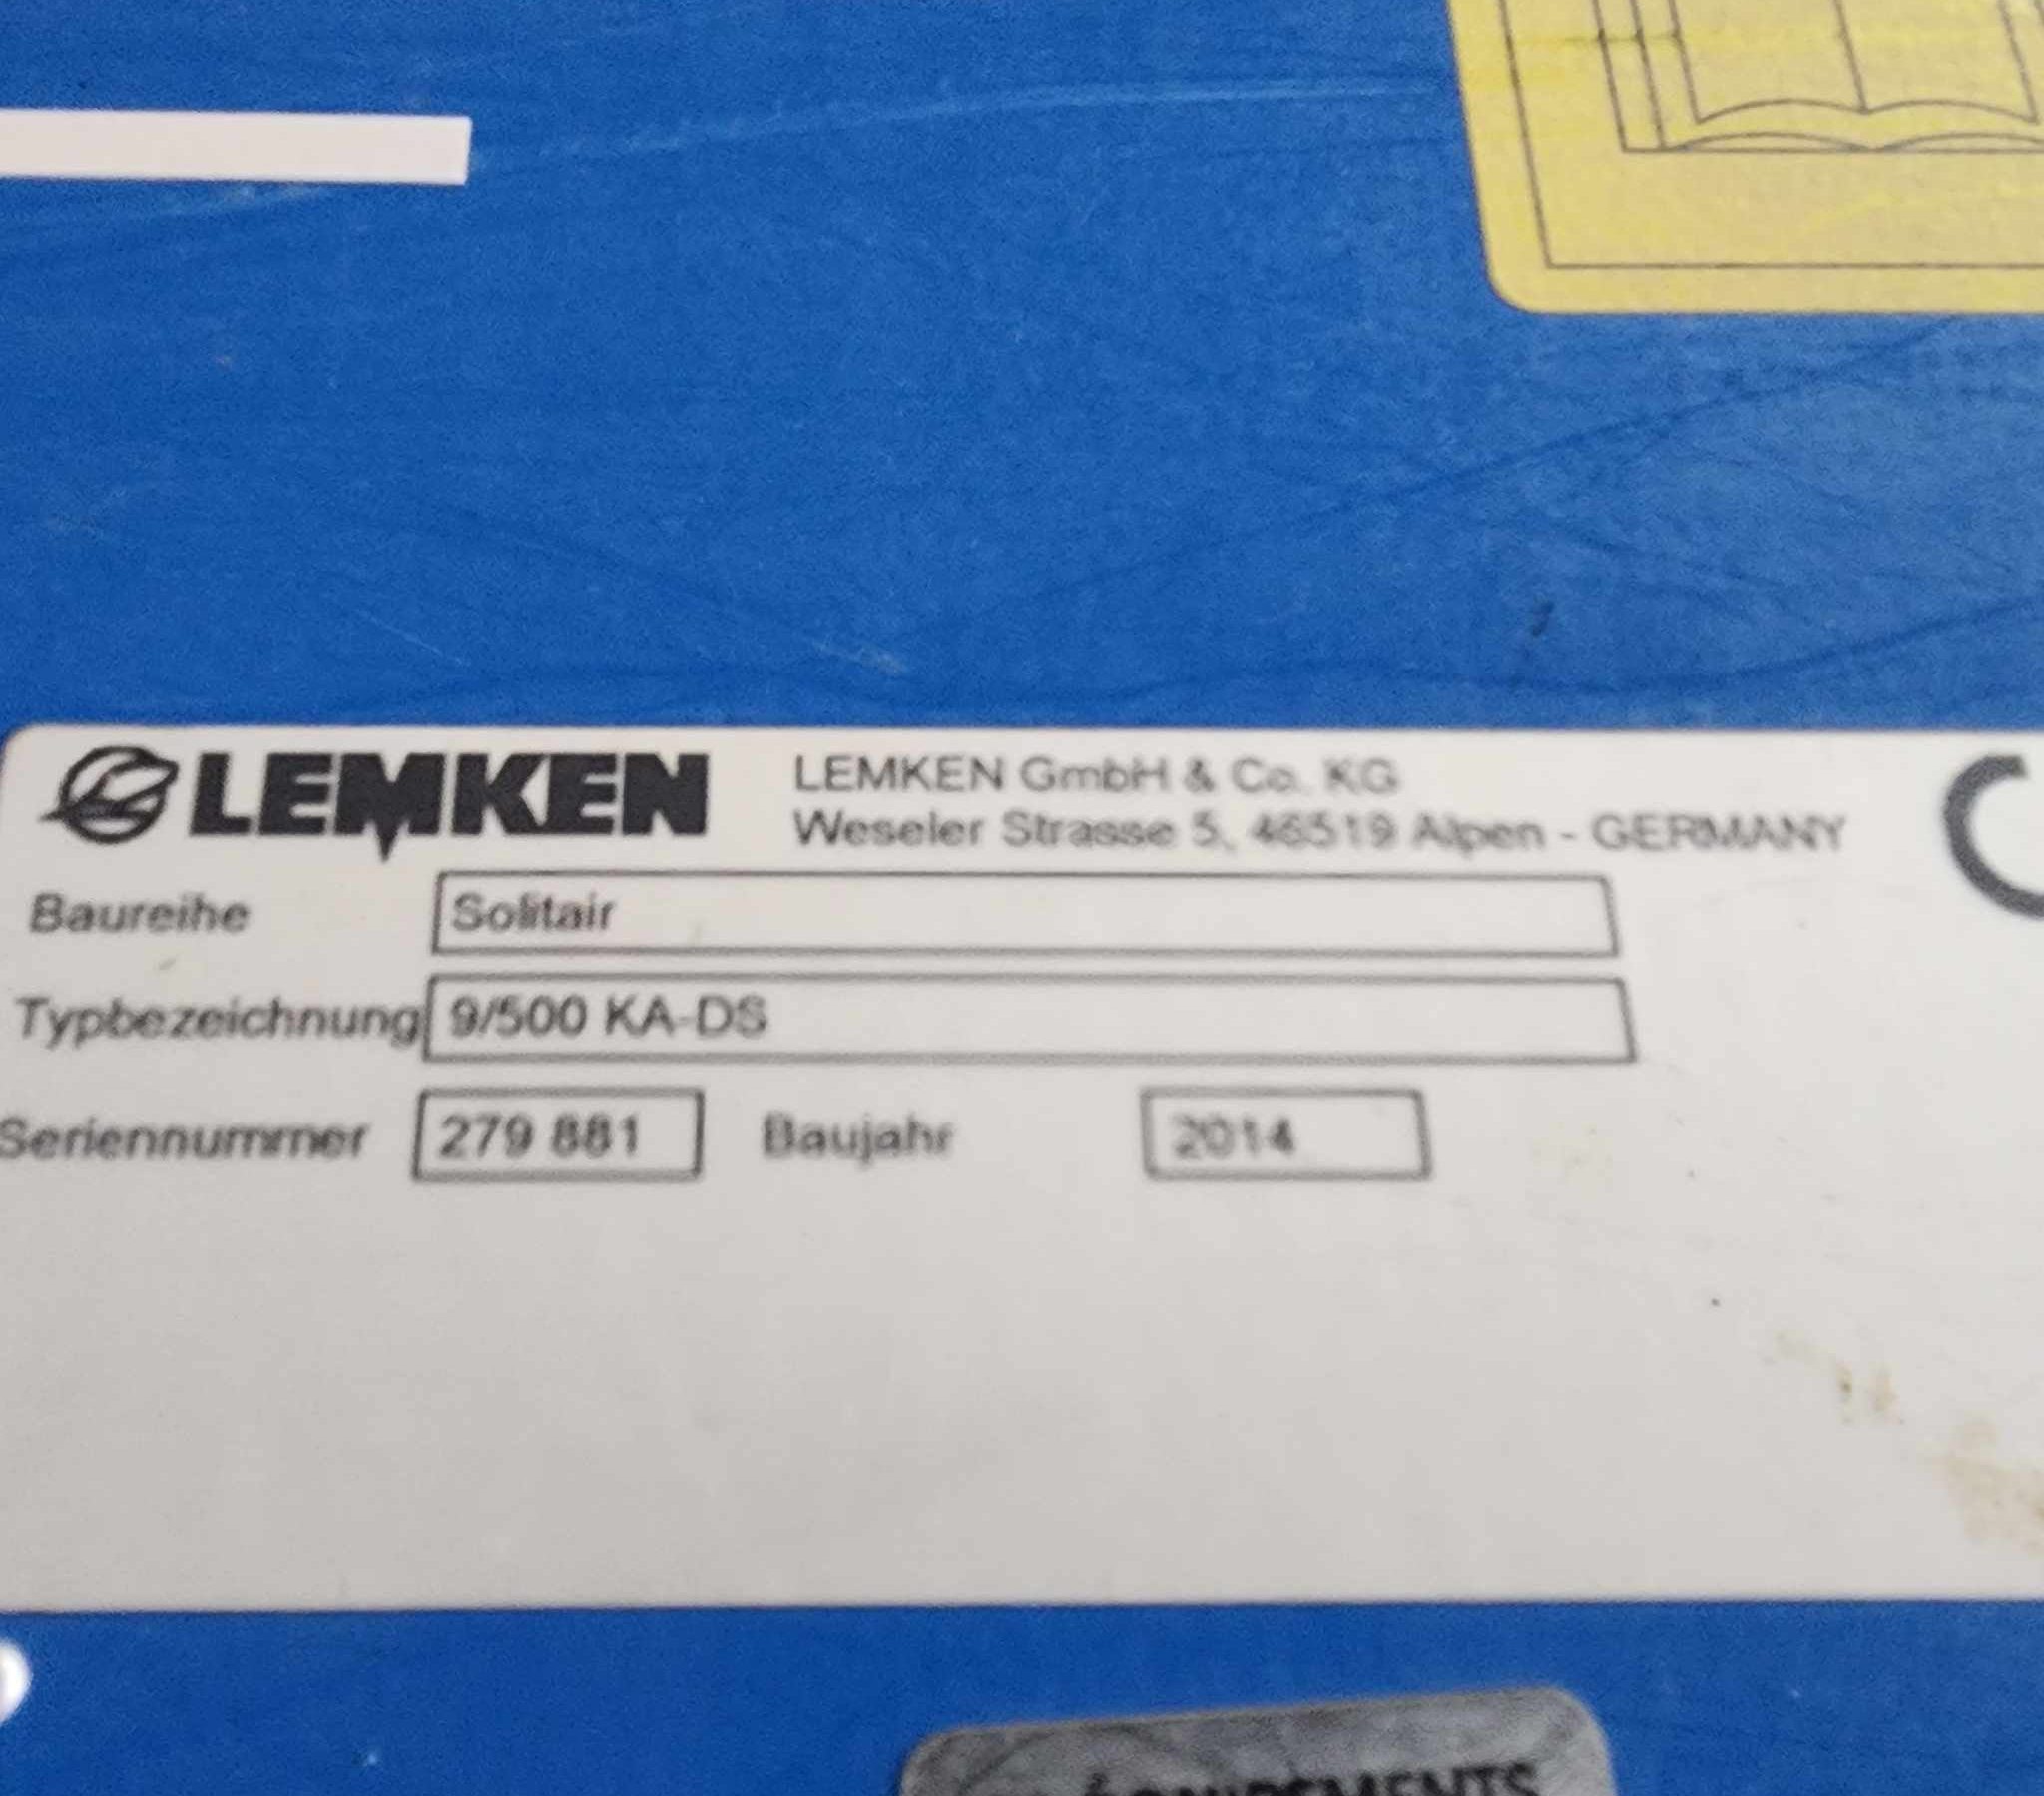 LEMKEN
LEMKEN GmbH & Co. KG
Weseler Strasse 5, 46519 Alpen - GERMANY
Baureihe Solitair
Typbezeichnung 9/500 KA-DS
Seriennummer 279 881 Baujahr 2014
ÉQUIPEMENTS